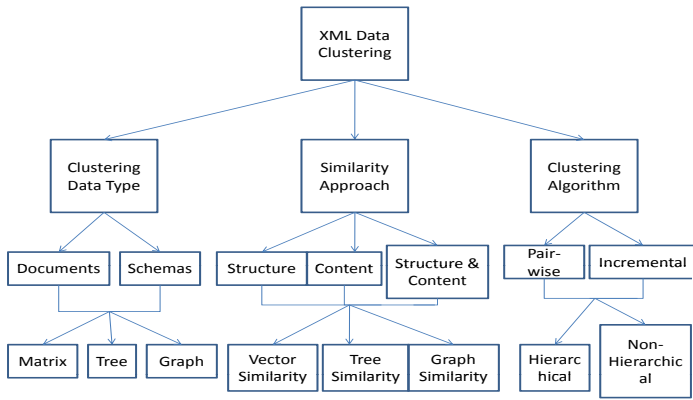 XML Data
Clustering
Clustering
Data Type
Similarity
Approach
Clustering
Algorithm
Documents
Schemas
Structure
Content
Structure &
Content
Pair-
wise
Incremental
Matrix
Tree
Graph
Vector
Similarity
Tree
Similarity
Graph
Similarity
Hierarc
hical
Non-
Hierarchic
al